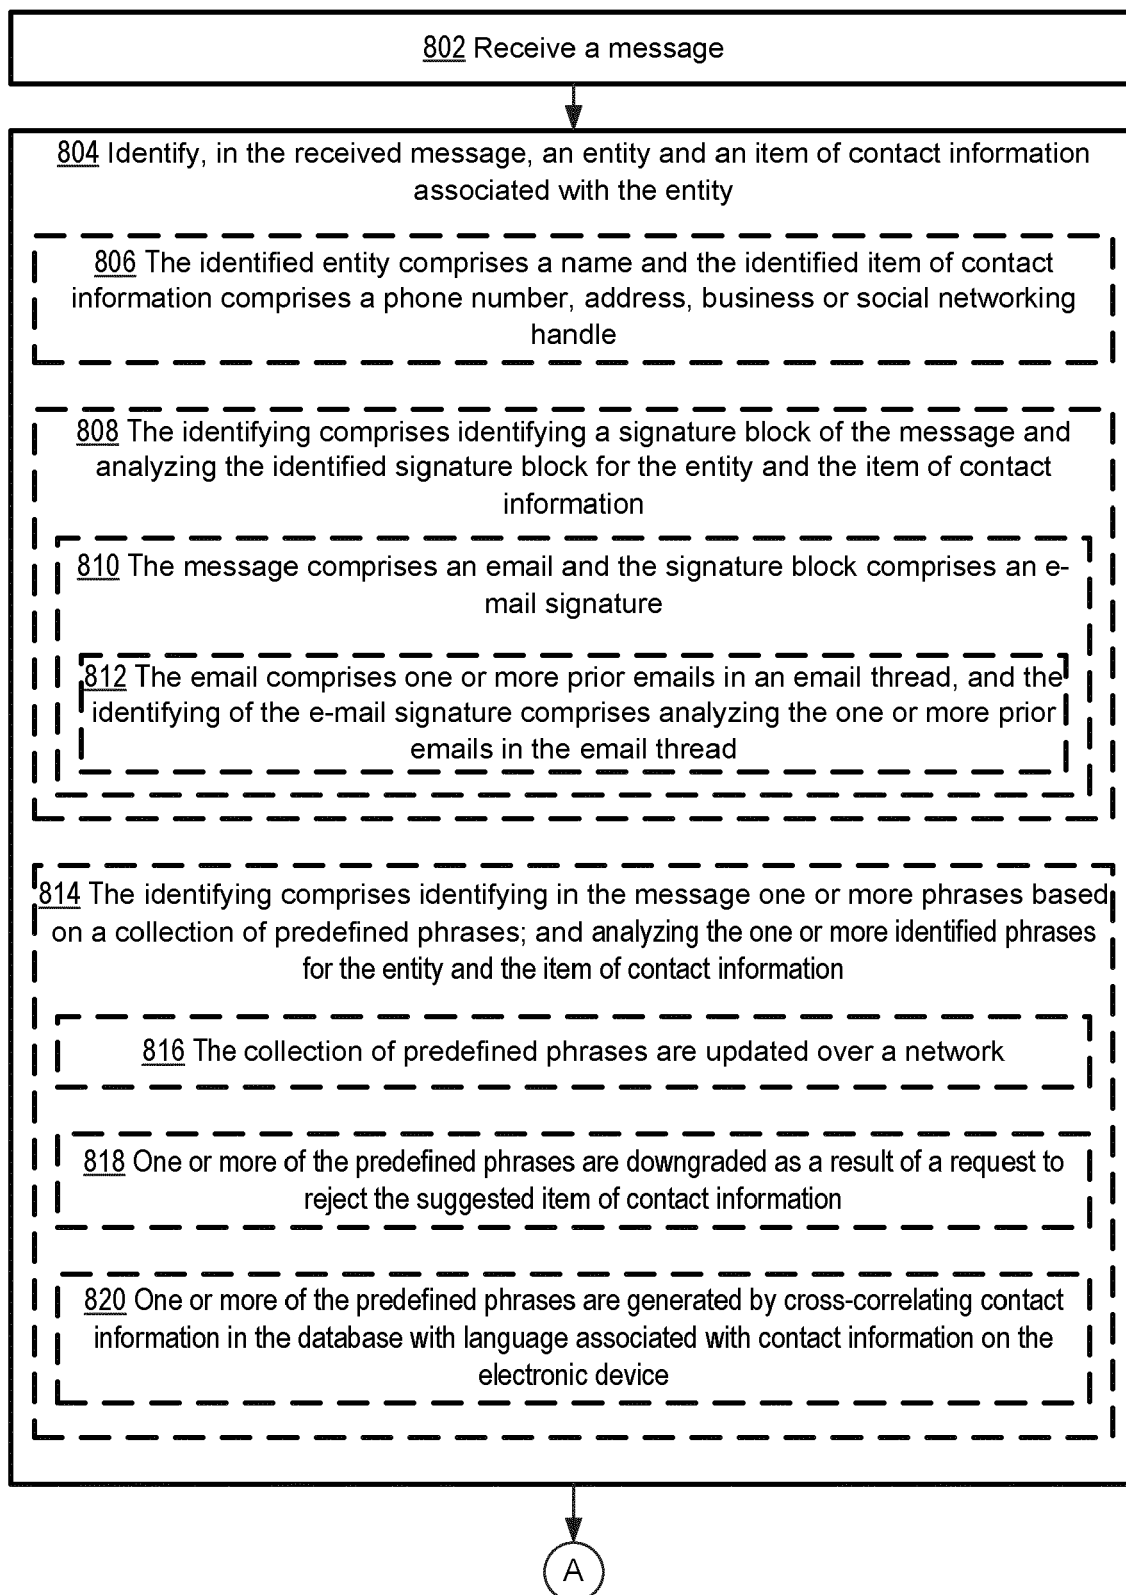 802 Receive a message
804 Identify, in the received message, an entity and an item of contact information
associated with the entity
806 The identified entity comprises a name and the identified item of contact
information comprises a phone number, address, business or social networking
handle
808 The identifying comprises identifying a signature block of the message and
analyzing the identified signature block for the entity and the item of contact
information
810 The message comprises an email and the signature block comprises an e-
mail signature
812 The email comprises one or more prior emails in an email thread, and the
identifying of the e-mail signature comprises analyzing the one or more prior
emails in the email thread
814 The identifying comprises identifying in the message one or more phrases based
on a collection of predefined phrases; and analyzing the one or more identified phrases
for the entity and the item of contact information
816 The collection of predefined phrases are updated over a network
818 One or more of the predefined phrases are downgraded as a result of a request to
reject the suggested item of contact information
820 One or more of the predefined phrases are generated by cross-correlating contact
information in the database with language associated with contact information on the
electronic device
A